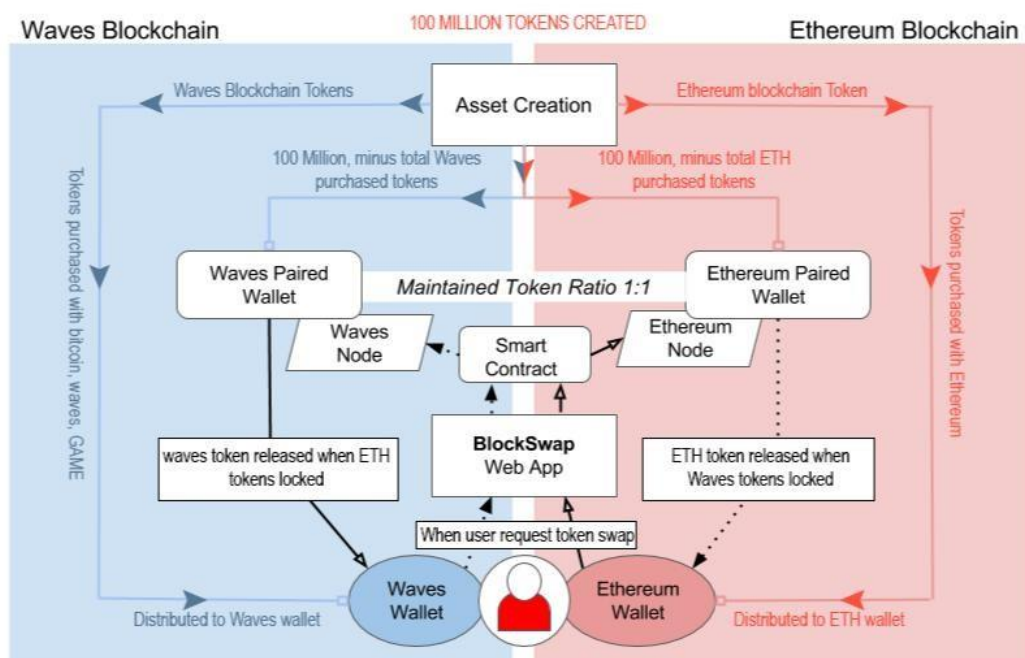 100 MILLION TOKENS CREATED
Waves Blockchain
Ethereum Blockchain
Waves Blockchain Tokens
Asset Creation
Ethereum blockchain Token
100 Million, minus total Waves
purchased tokens
100 Million, minus total ETH
purchased tokens
Tokens purchased with bitcoin, waves, GAME
Tokens purchased with Ethereum
Waves Paired
Wallet
Maintained Token Ratio 1:1
Ethereum Paired
Wallet
Waves
Node
Smart
Contract
Ethereum
Node
BlockSwap
Web App
waves token released when ETH
tokens locked
ETH token released when
Waves tokens locked
When user request token swap
Waves
Wallet
Ethereum
Wallet
Distributed to Waves wallet
Distributed to ETH wallet